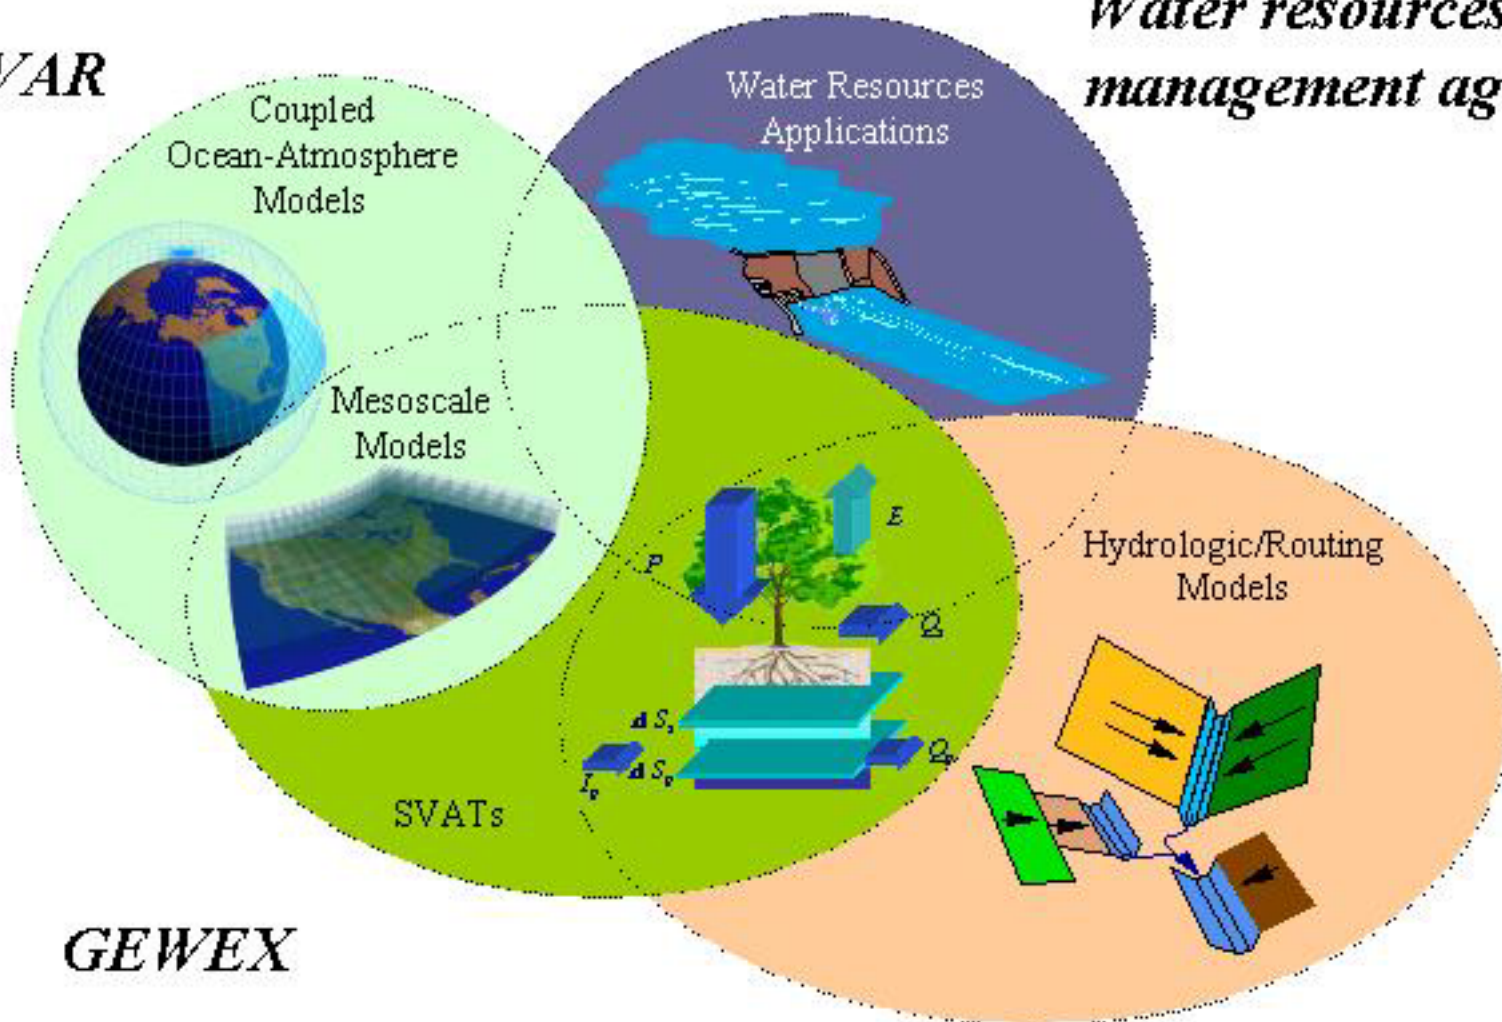 VAR
Water resources
management ag
Coupled
Ocean-Atmosphere
Models
Water Resources
Applications
Mesoscale
Models
P
E
Hydrologic/Routing
Models
Q
Δ S
I g
Δ S g
Q g
SVATs
GEWEX